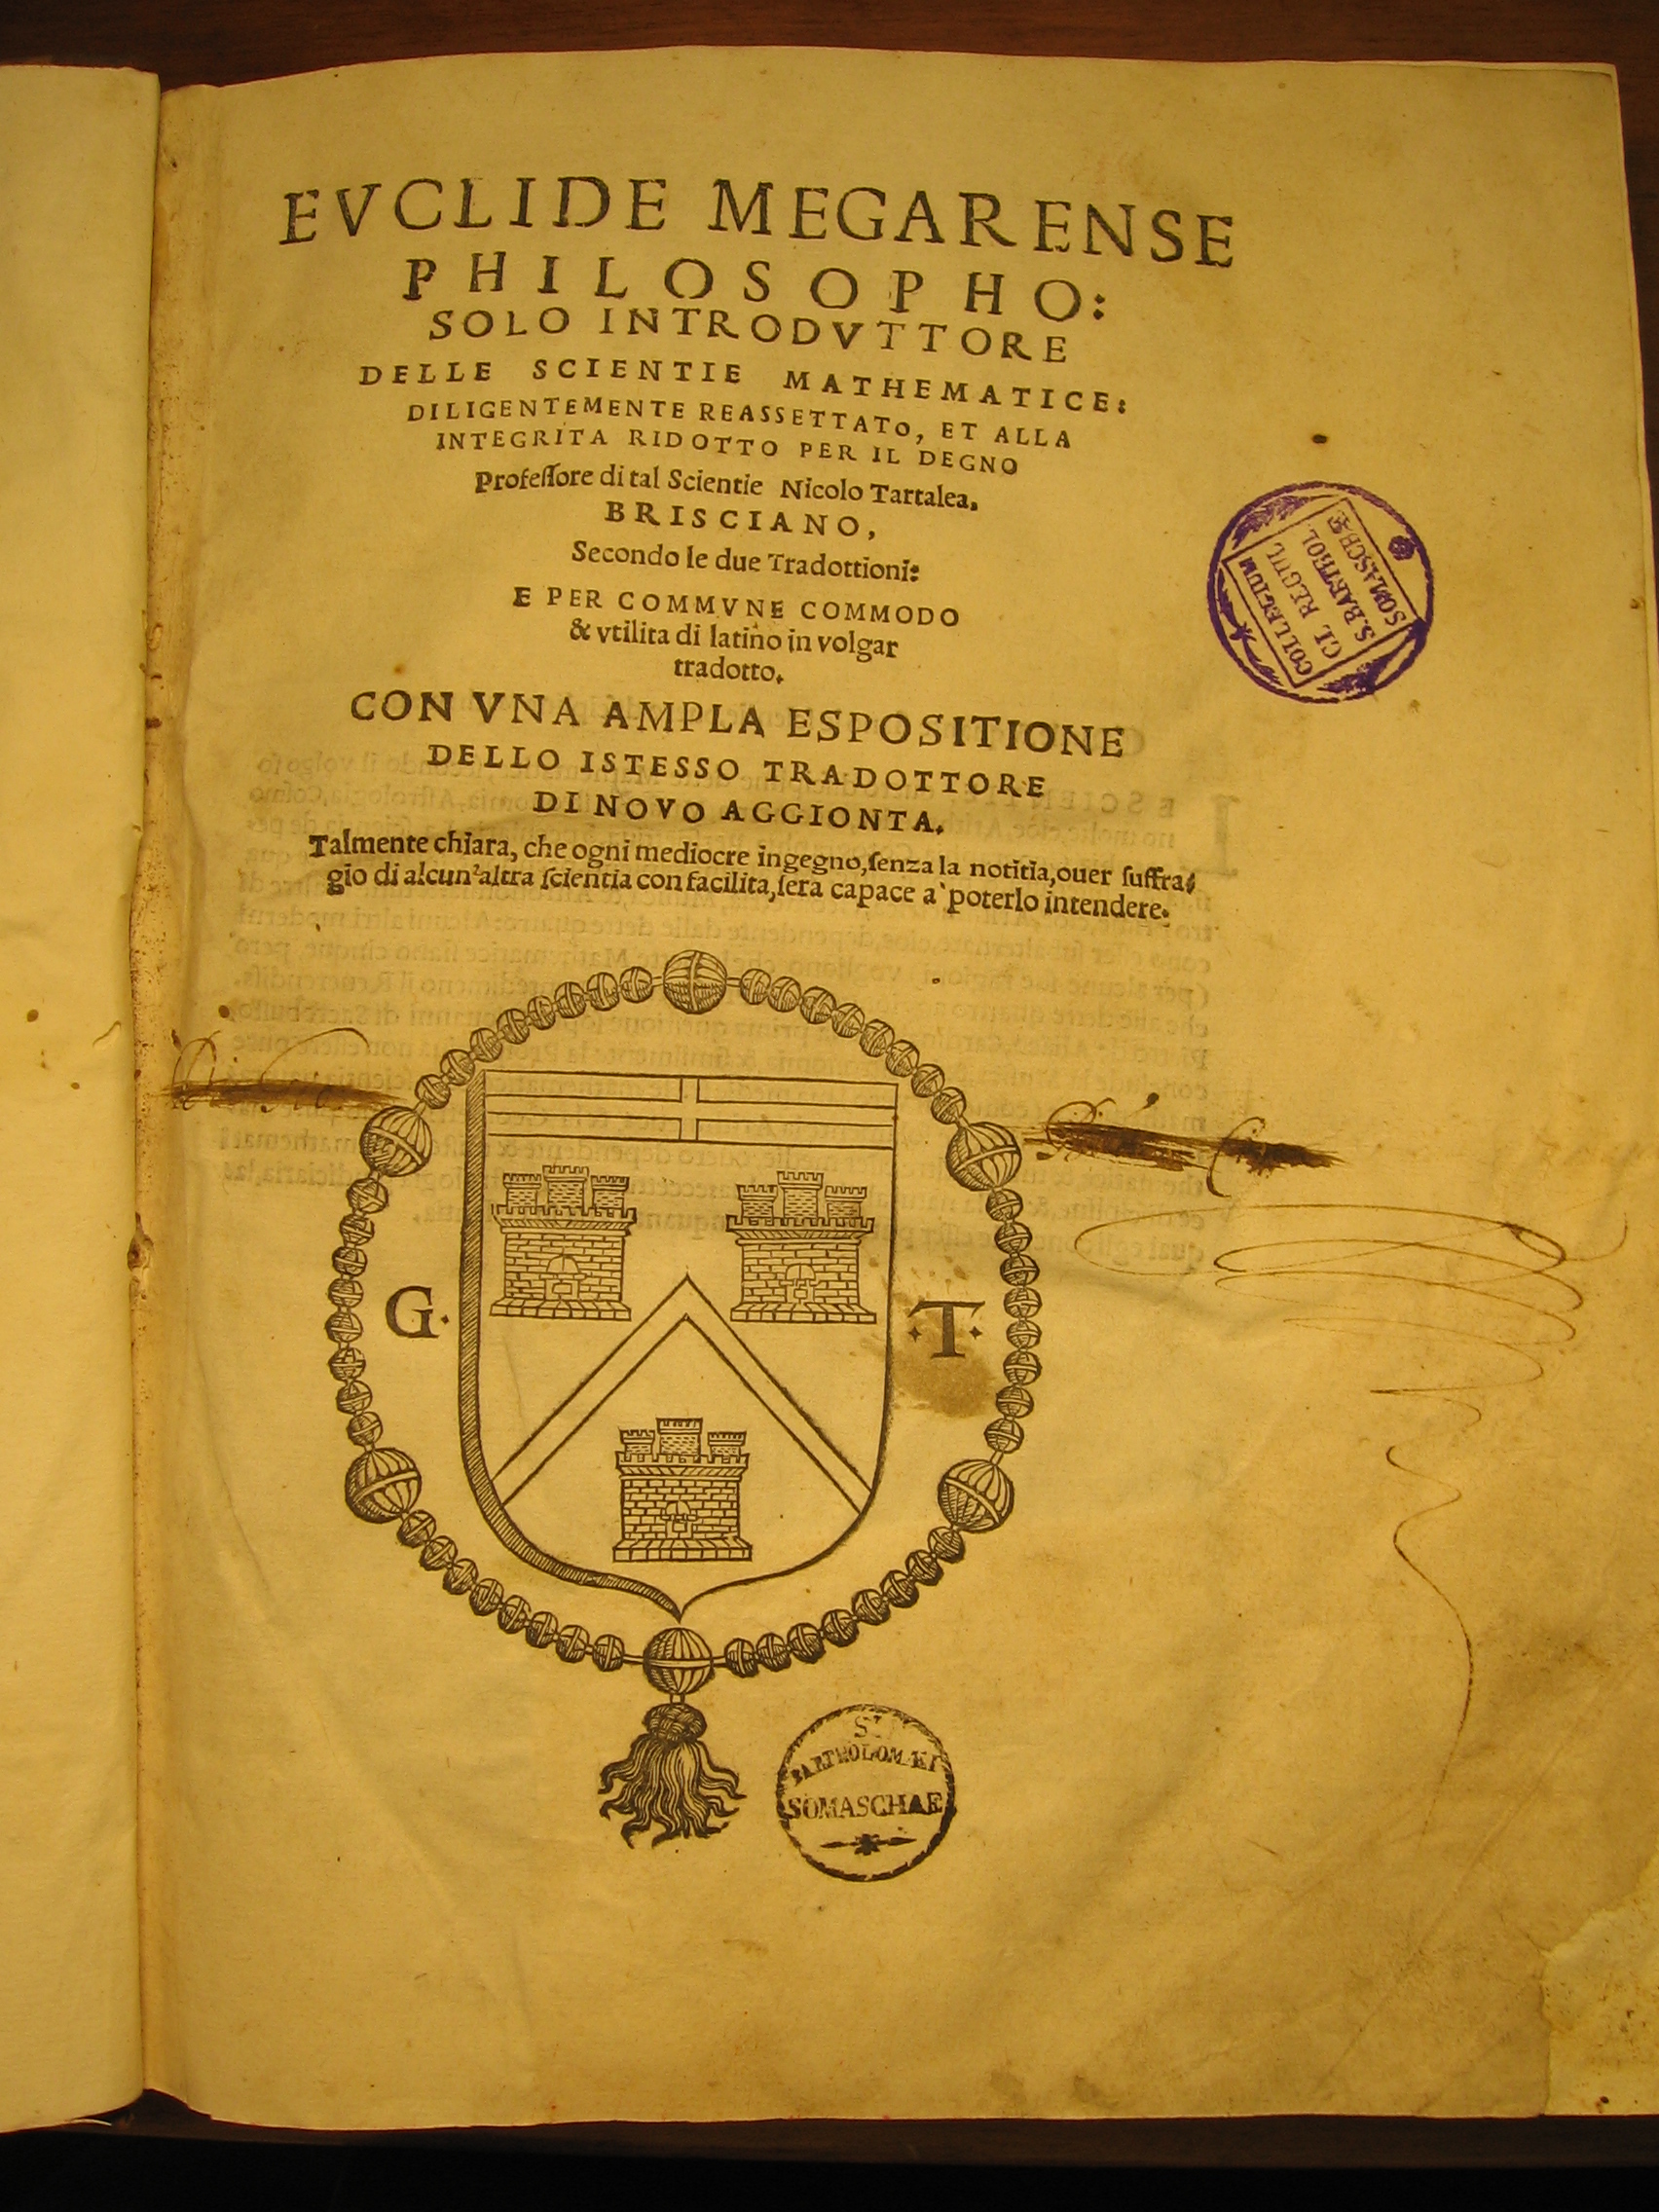 EVCLIDE MEGARENSE
PHILOSOPHO:
SOLO INTRODVTTORE
DELLE SCIENTIE MATHEMATICE:
DILIGENTEMENTE REASSETTATO, ET ALLA
INTEGRITA RIDOTTO PER IL DEGNO
Professore di tal Scientie Nicolo Tartalea.
BRISCIANO,
Secondo le due Tradottioni:
E PER COMMVNE COMMODO
& vtilita di latino in volgar
tradotto.
CON VNA AMPLA ESPOSITIONE
DELLO ISTESSO TRADOTTORE
DI NOVO AGGIONTA.
Talmente chiara, che ogni mediocre ingegno, ſenza la notitia, ouer ſuffra-
gio di alcun'altra ſcientia con facilita, ſera capace a` poterlo intendere.
COLLEGIUM
CL. REGUL
S. BARTHOL
SOMASCHÆ
G.
·T·
S.
BARTHOLOMÆI
SOMASCHAE